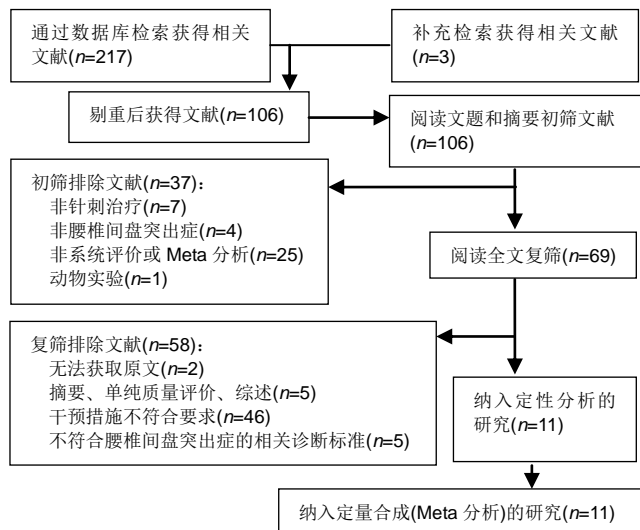 通过数据库检索获得相关
文献(n=217)
补充检索获得相关文献
(n=3)
剔重后获得文献(n=106)
阅读文题和摘要初筛文献
(n=106)
初筛排除文献(n=37)：
非针刺治疗(n=7)
非腰椎间盘突出症(n=4)
非系统评价或 Meta 分析(n=25)
动物实验(n=1)
阅读全文复筛(n=69)
复筛排除文献(n=58)：
无法获取原文(n=2)
摘要、单纯质量评价、综述(n=5)
干预措施不符合要求(n=46)
不符合腰椎间盘突出症的相关诊断标准(n=5)
纳入定性分析的
研究(n=11)
纳入定量合成(Meta 分析)的研究(n=11)